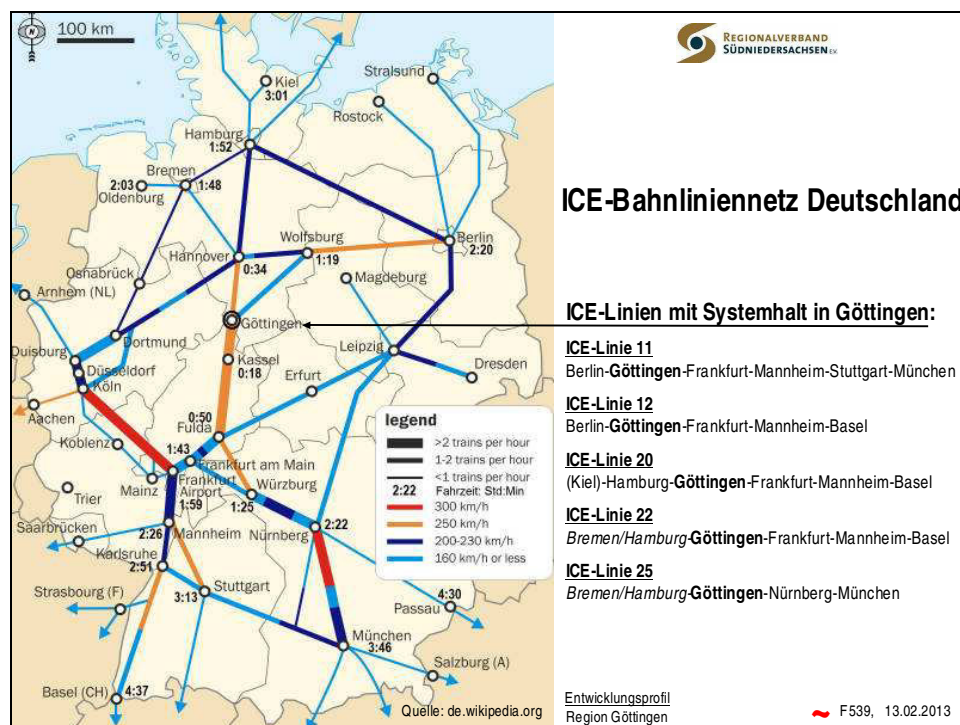 100 km
REGIONALVERBAND
SÜDNIEDERSACHSEN E.V.
Kiel
3:01
Stralsund
Rostock
Hamburg
1:52
Bremen
2:03
1:48
Oldenburg
Wolfsburg
Berlin
2:20
Hannover
0:34
1:19
Magdeburg
Osnabrück
Arnhem (NL)
Göttingen
Dortmund
Duisburg
Düsseldorf
Köln
Kassel
0:18
Leipzig
Dresden
Erfurt
Aachen
0:50
Fulda
Koblenz
1:43
Frankfurt am Main
Frankfurt
Airport
1:59
Mainz
Würzburg
1:25
Trier
Saarbrücken
2:26
Mannheim
Nürnberg
2:22
Karlsruhe
2:51
Strasbourg (F)
3:13
Stuttgart
4:30
Passau
München
3:46
Salzburg (A)
Basel (CH)
4:37
legend
>2 trains per hour
1-2 trains per hour
<1 trains per hour
2:22 Fahrzeit: Std:Min
300 km/h
250 km/h
200-230 km/h
160 km/h or less
Quelle: de.wikipedia.org
ICE-Bahnliniennetz Deutschland
ICE-Linien mit Systemhalt in Göttingen:
ICE-Linie 11
Berlin-Göttingen-Frankfurt-Mannheim-Stuttgart-München
ICE-Linie 12
Berlin-Göttingen-Frankfurt-Mannheim-Basel
ICE-Linie 20
(Kiel)-Hamburg-Göttingen-Frankfurt-Mannheim-Basel
ICE-Linie 22
Bremen/Hamburg-Göttingen-Frankfurt-Mannheim-Basel
ICE-Linie 25
Bremen/Hamburg-Göttingen-Nürnberg-München
Entwicklungsprofil
Region Göttingen
F539, 13.02.2013